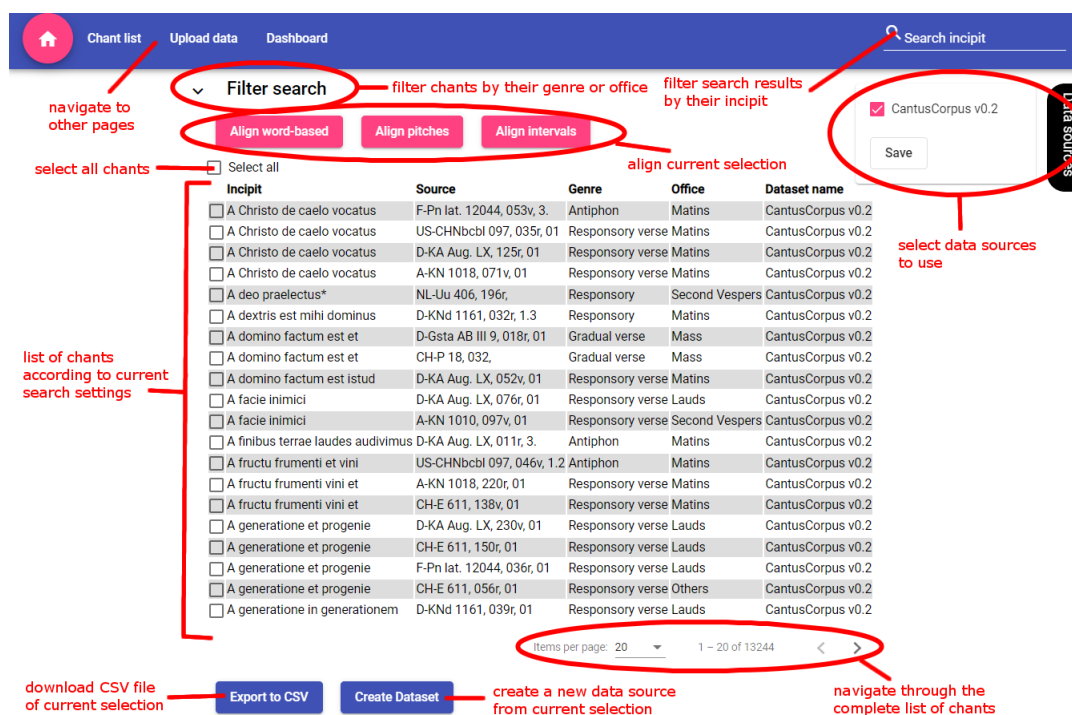 Chant list Upload data Dashboard Search incipit
navigate to
other pages
Filter search
filter chants by their genre or office
filter search results
by their incipit
CantusCorpus v0.2
Save
Data sources
Align word-based Align pitches Align intervals
align current selection
select all chants
Select all
select data sources
to use
Incipit Source Genre Office Dataset name
A Christo de caelo vocatus F-Pn lat. 12044, 053v, 3. Antiphon Matins CantusCorpus v0.2
A Christo de caelo vocatus US-CHNbcbl 097, 035r, 01 Responsory verse Matins CantusCorpus v0.2
A Christo de caelo vocatus D-KA Aug. LX, 125r, 01 Responsory verse Matins CantusCorpus v0.2
A Christo de caelo vocatus A-KN 1018, 071v, 01 Responsory verse Matins CantusCorpus v0.2
A deo praelectus* NL-Uu 406, 196r, Responsory Second Vespers CantusCorpus v0.2
A dextris est mihi dominus D-KNd 1161, 032r, 1.3 Responsory Matins CantusCorpus v0.2
A domino factum est et D-Gsta AB III 9, 018r, 01 Gradual verse Mass CantusCorpus v0.2
A domino factum est et CH-P 18, 032, Gradual verse Mass CantusCorpus v0.2
A domino factum est istud D-KA Aug. LX, 052v, 01 Responsory verse Matins CantusCorpus v0.2
A facie inimici D-KA Aug. LX, 076r, 01 Responsory verse Lauds CantusCorpus v0.2
A facie inimici A-KN 1010, 097v, 01 Responsory verse Second Vespers CantusCorpus v0.2
A finibus terrae laudes audivimus D-KA Aug. LX, 011r, 3. Antiphon Matins CantusCorpus v0.2
A fructu frumenti et vini US-CHNbcbl 097, 046v, 1.2 Antiphon Matins CantusCorpus v0.2
A fructu frumenti vini et A-KN 1018, 220r, 01 Responsory verse Matins CantusCorpus v0.2
A fructu frumenti vini et CH-E 611, 138v, 01 Responsory verse Matins CantusCorpus v0.2
A generatione et progenie D-KA Aug. LX, 230v, 01 Responsory verse Lauds CantusCorpus v0.2
A generatione et progenie CH-E 611, 150r, 01 Responsory verse Lauds CantusCorpus v0.2
A generatione et progenie F-Pn lat. 12044, 036r, 01 Responsory verse Lauds CantusCorpus v0.2
A generatione et progenie CH-E 611, 056r, 01 Responsory verse Others CantusCorpus v0.2
A generatione in generationem D-KNd 1161, 039r, 01 Responsory verse Lauds CantusCorpus v0.2
list of chants
according to current
search settings
Items per page: 20 1 – 20 of 13244
download CSV file
of current selection
Export to CSV Create Dataset
create a new data source
from current selection
navigate through the
complete list of chants